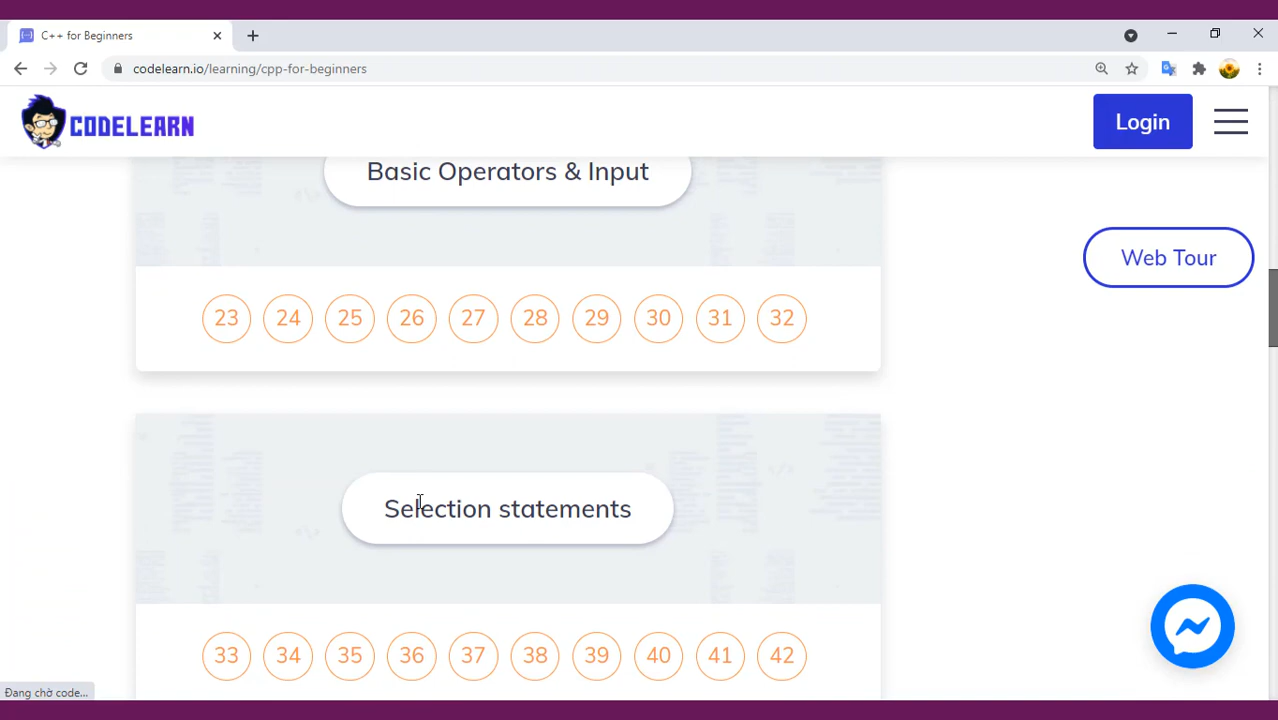 C++ for Beginners
codelearn.io/learning/cpp-for-beginners
CODELEARN
Login
Basic Operators & Input
Web Tour
23 24 25 26 27 28 29 30 31 32
Selection statements
33 34 35 36 37 38 39 40 41 42
Đang chờ code...